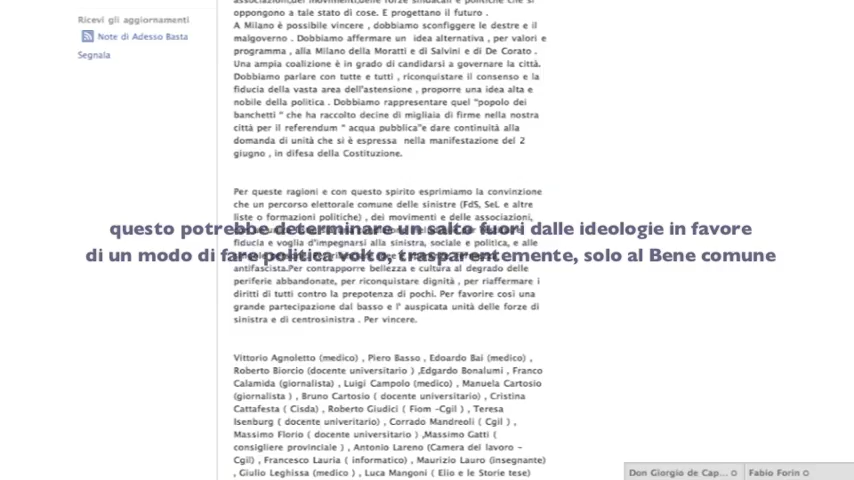 associazioni,dei movimenti,delle forze sindacali e politiche che si
Ricevi gli aggiornamenti
oppongono a tale stato di cose. E progettano il futuro .
A Milano è possibile vincere , dobbiamo sconfiggere le destre e il
Note di Adesso Basta
malgoverno . Dobbiamo affermare un  idea alternativa , per valori e
programma , alla Milano della Moratti e di Salvini e di De Corato .
Segnala
Una ampia coalizione è in grado di candidarsi a governare la città.
Dobbiamo parlare con tutte e tutti , riconquistare il consenso e la
fiducia della vasta area dell'astensione , proporre una idea alta e
nobile della politica . Dobbiamo rappresentare quel "popolo dei
banchetti " che ha raccolto decine di migliaia di firme nella nostra
città per il referendum " acqua pubblica"e dare continuità alla
domanda di unità che si è espressa  nella manifestazione del 2
giugno , in difesa della Costituzione.
Per queste ragioni e con questo spirito esprimiamo la convinzione
che un percorso elettorale comune delle sinistre (FdS, SeL e altre
liste o formazioni politiche) , dei movimenti e delle associazioni,
questo potrebbe determinare un salto fuori dalle ideologie in favore
fiducia e voglia d'impegnarsi alla sinistra, sociale e politica, e alle
di un modo di fare politica volto, trasparentemente, solo al Bene comune
antifascista.Per contrapporre bellezza e cultura al degrado delle
periferie abbandonate, per riconquistare dignità , per riaffermare i
diritti di tutti contro la prepotenza di pochi. Per favorire così una
grande partecipazione dal basso e l' auspicata unità delle forze di
sinistra e di centrosinistra . Per vincere.
Vittorio Agnoletto (medico) , Piero Basso , Edoardo Bai (medico) ,
Roberto Biorcio (docente universitario ) ,Edgardo Bonalumi , Franco
Calamida (giornalista) , Luigi Campolo (medico) , Manuela Cartosio
(giornalista ) , Bruno Cartosio ( docente universitario) , Cristina
Cattafesta ( Cisda) , Roberto Giudici ( Fiom -Cgil ) , Teresa
Isenburg ( docente univeritario) , Corrado Mandreoli ( Cgil ) ,
Massimo Florio ( docente universitario ) ,Massimo Gatti (
consigliere provinciale ) , Antonio Lareno (Camera del lavoro -
Cgil) , Francesco Lauria ( informatico) , Maurizio Lauro (insegnante)
, Giulio Leghissa (medico ) , Luca Mangoni ( Elio e le Storie tese)
Don Giorgio de Cap...
Fabio Forin